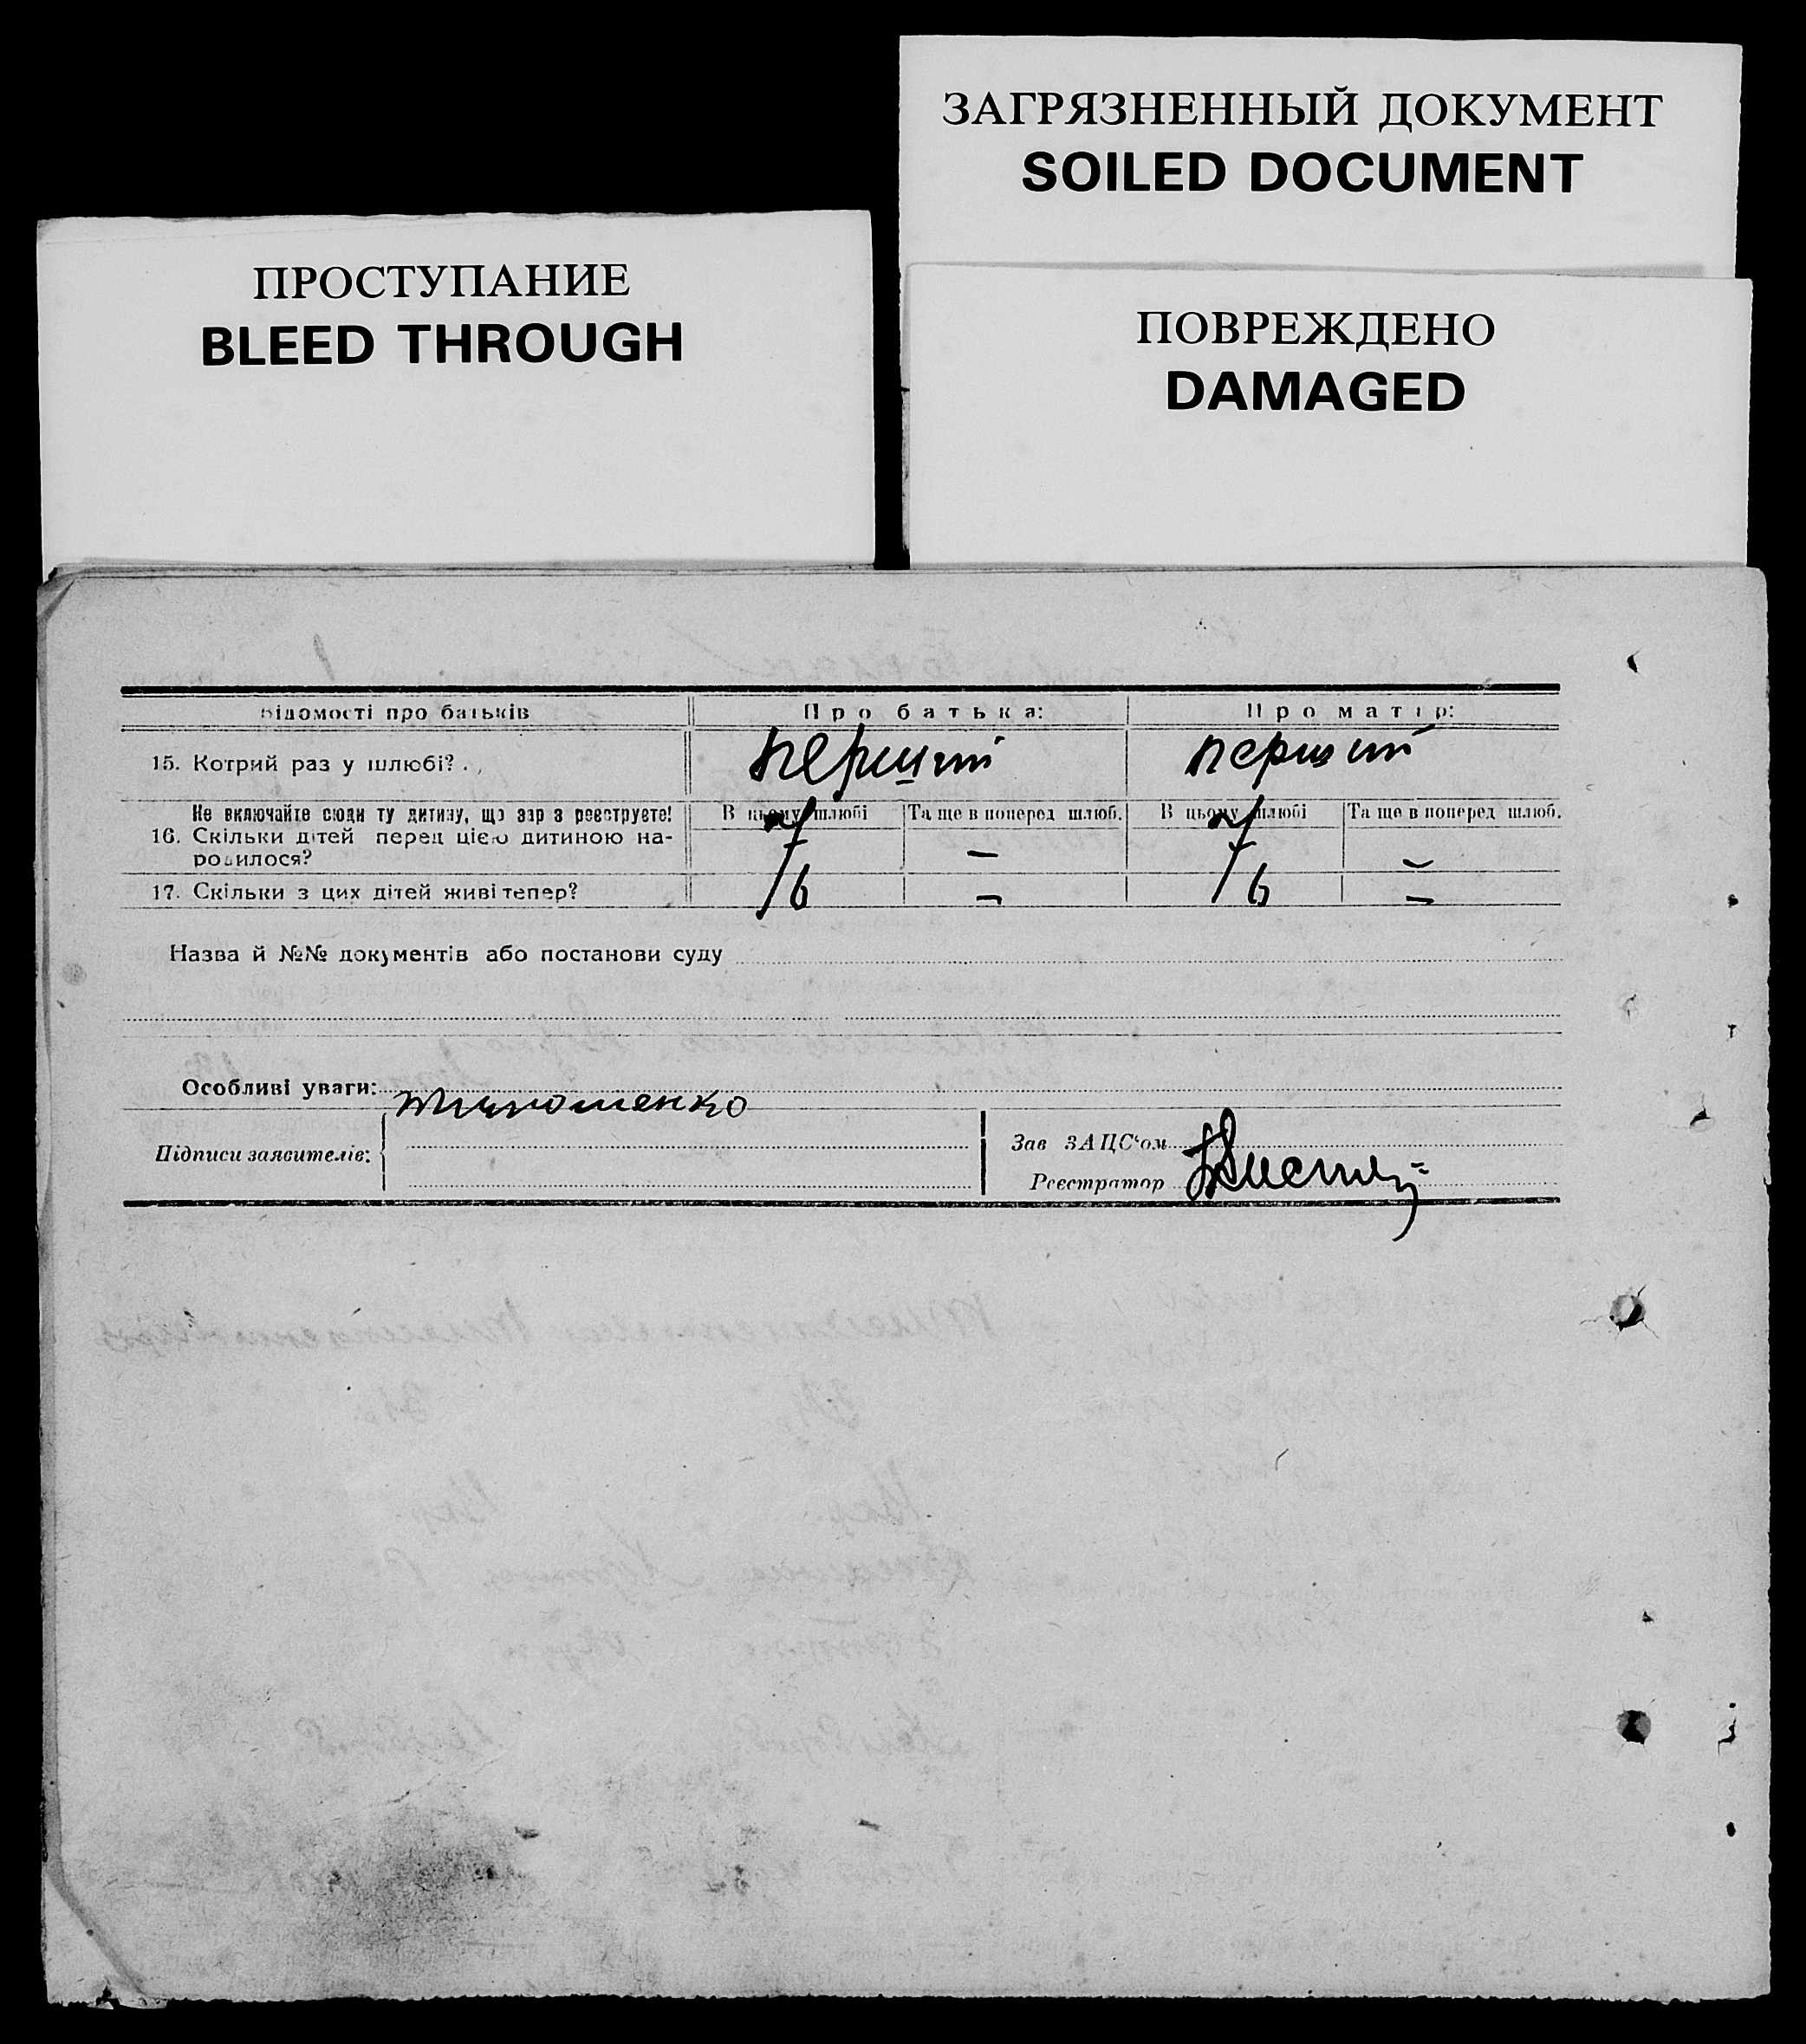 ЗАГРЯЗНЕННЫЙ ДОКУМЕНТ
SOILED DOCUMENT
ПРОСТУПАНИЕ
BLEED THROUGH
ПОВРЕЖДЕНО
DAMAGED
Відомості про батьків Про батька: Про матір:
15. Котрий раз у шлюбі? перший перший
Не включайте сюди ту дитину, що зар з реєструєте! В цьому шлюбі Та ще в поперед шлюб. В цьому шлюбі Та ще в поперед шлюб.
16. Скільки дітей перед цією дитиною на-
родилося? 7 – 7 –
17. Скільки з цих дітей живі тепер? 6 – 6 –
Назва й №№ документів або постанови суду
Особливі уваги:
Підписи заявителів:
Зав ЗАЦС'ом
Реєстратор